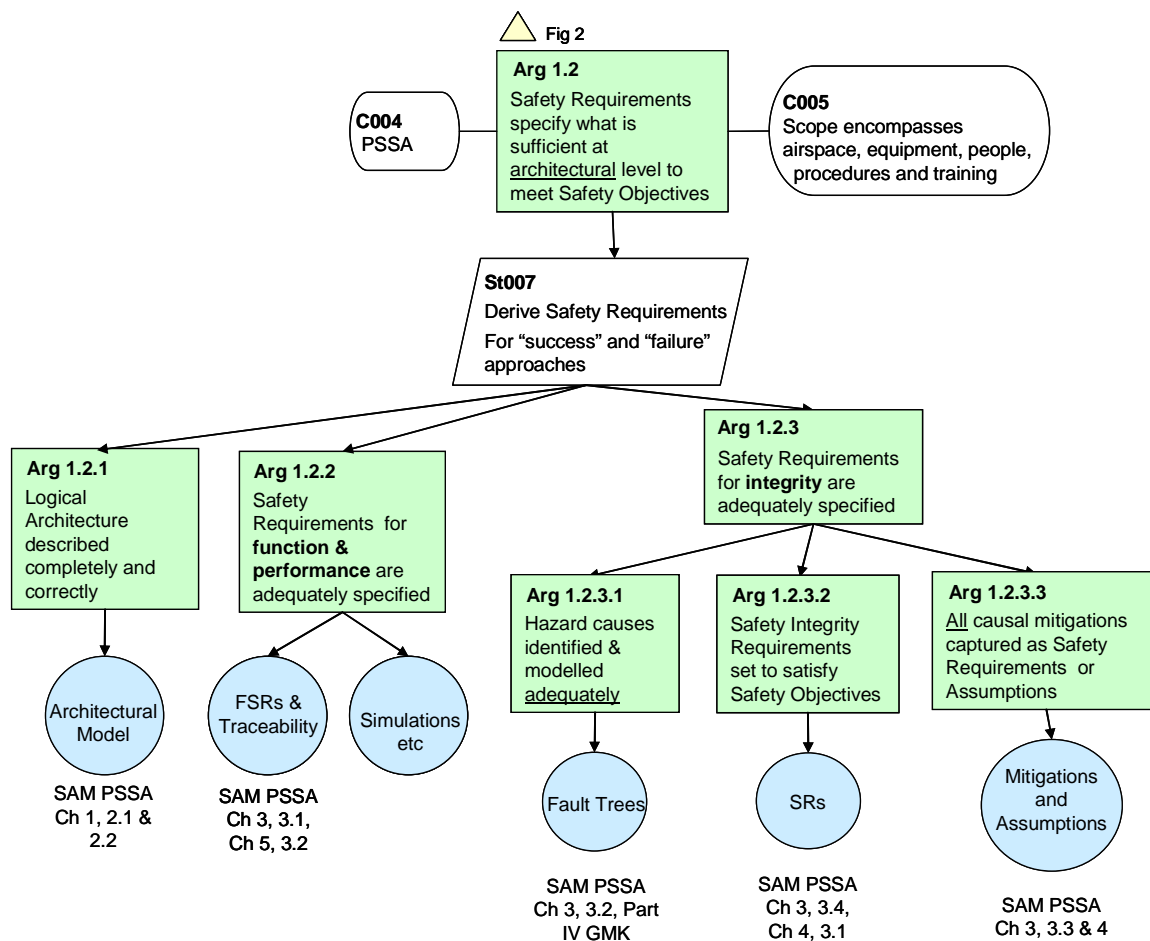 Fig 2
Arg 1.2
Safety Requirements
specify what is
sufficient at
architectural level to
meet Safety Objectives
C004
PSSA
C005
Scope encompasses
airspace, equipment, people,
procedures and training
St007
Derive Safety Requirements
For “success” and “failure”
approaches
Arg 1.2.1
Logical
Architecture
described
completely and
correctly
Arg 1.2.2
Safety
Requirements for
function &
performance are
adequately specified
Arg 1.2.3
Safety Requirements
for integrity are
adequately specified
Arg 1.2.3.1
Hazard causes
identified &
modelled
adequately
Arg 1.2.3.2
Safety Integrity
Requirements
set to satisfy
Safety Objectives
Arg 1.2.3.3
All causal mitigations
captured as Safety
Requirements or
Assumptions
Architectural
Model
FSRs &
Traceability
Simulations
etc
Fault Trees
SRs
Mitigations
and
Assumptions
SAM PSSA
Ch 1, 2.1 &
2.2
SAM PSSA
Ch 3, 3.1,
Ch 5, 3.2
SAM PSSA
Ch 3, 3.2, Part
IV GMK
SAM PSSA
Ch 3, 3.4,
Ch 4, 3.1
SAM PSSA
Ch 3, 3.3 & 4